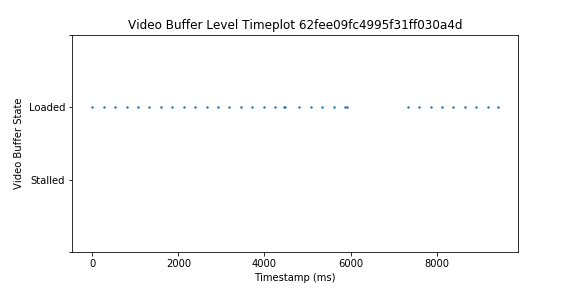 Video Buffer Level Timeplot 62fee09fc4995f31ff030a4d
Video Buffer State
Loaded
Stalled
0 2000 4000 6000 8000
Timestamp (ms)